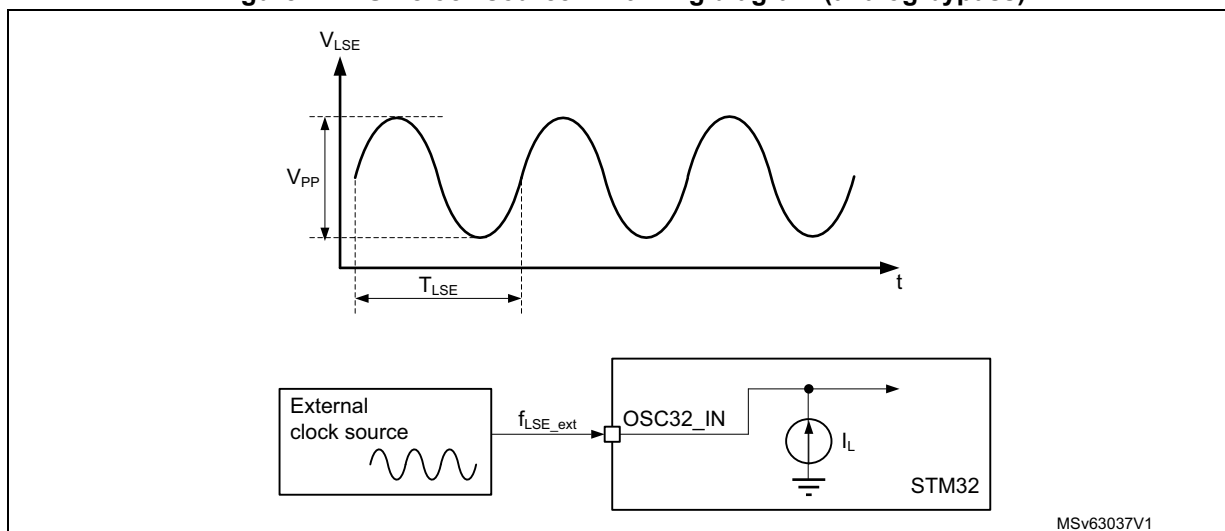 V_LSE
V_PP
T_LSE
t
External
clock source
f_LSE_ext
OSC32_IN
I_L
STM32
MSv63037V1